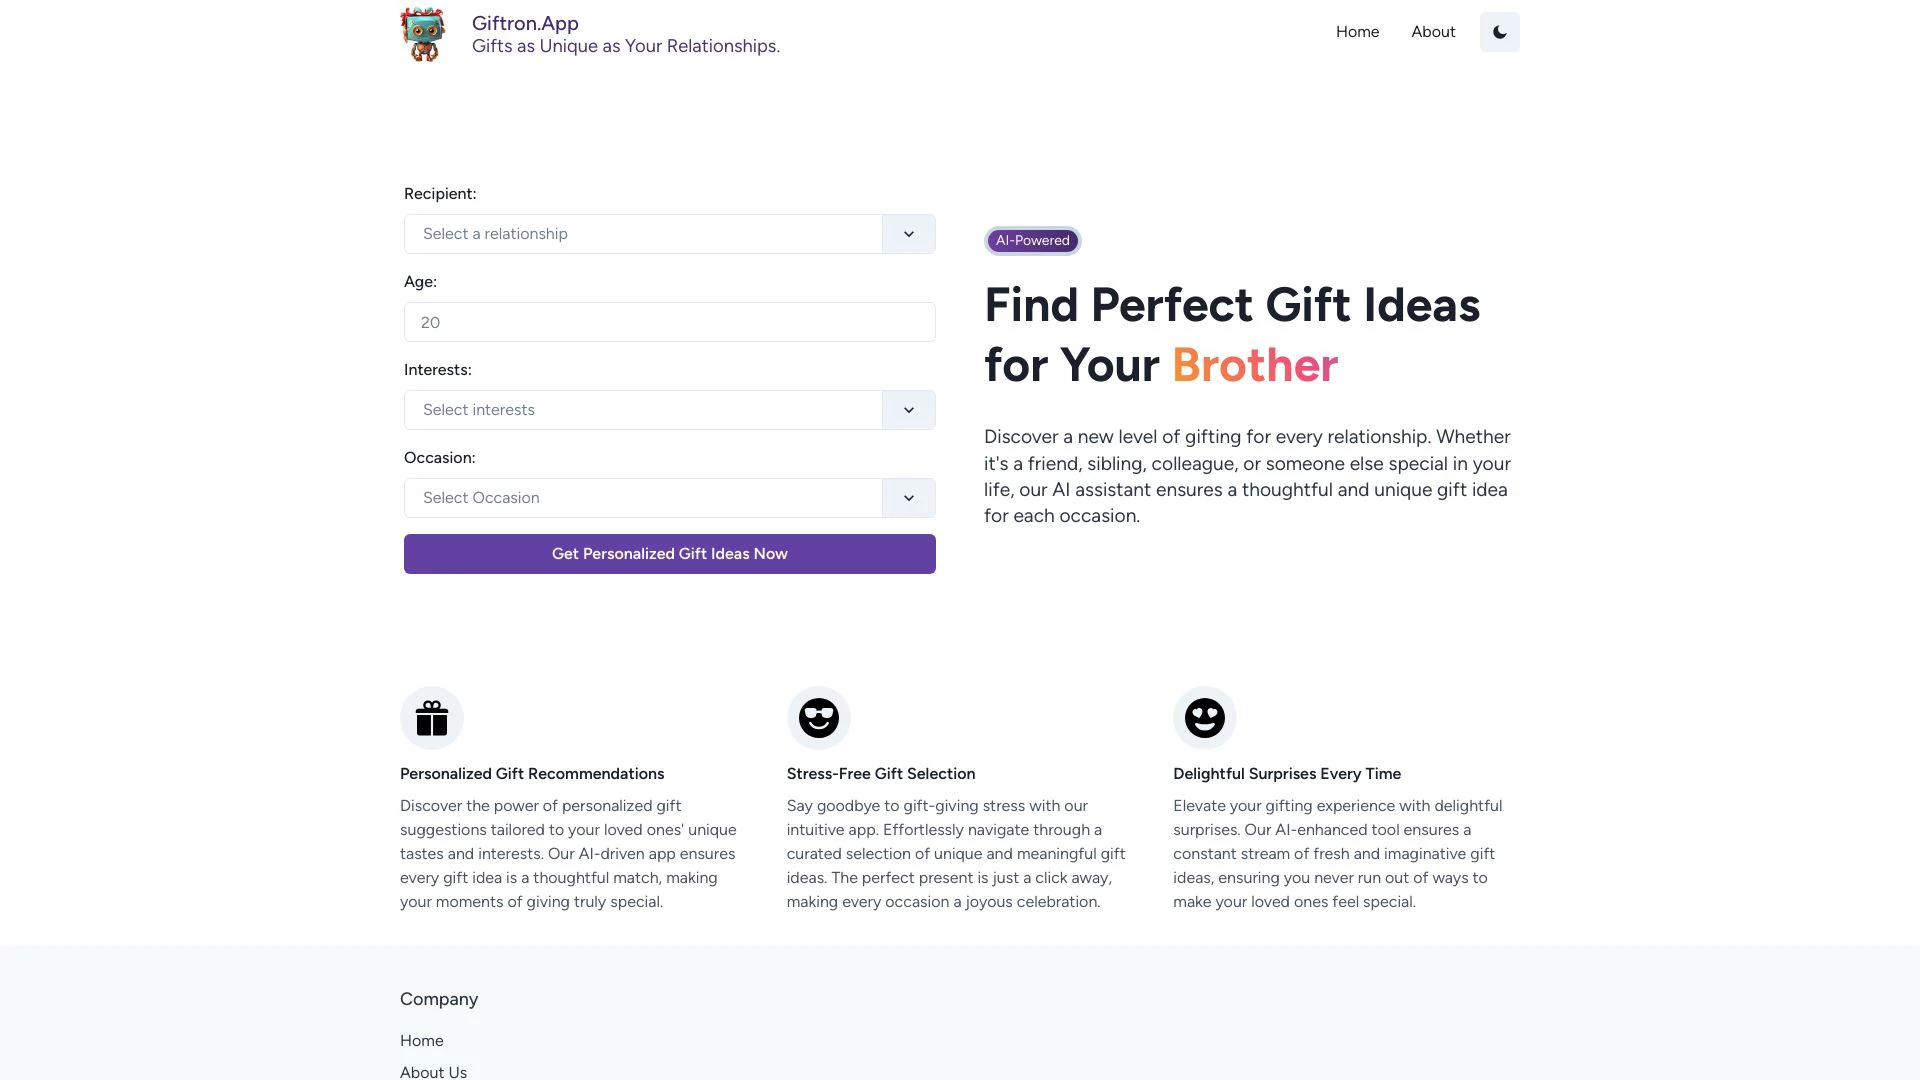 Giftron.App
Gifts as Unique as Your Relationships.
Home
About
Recipient:
Select a relationship
Age:
20
Interests:
Select interests
Occasion:
Select Occasion
Get Personalized Gift Ideas Now
AI-Powered
Find Perfect Gift Ideas
for Your Brother
Discover a new level of gifting for every relationship. Whether
it's a friend, sibling, colleague, or someone else special in your
life, our AI assistant ensures a thoughtful and unique gift idea
for each occasion.
Personalized Gift Recommendations
Discover the power of personalized gift
suggestions tailored to your loved ones' unique
tastes and interests. Our AI-driven app ensures
every gift idea is a thoughtful match, making
your moments of giving truly special.
Stress-Free Gift Selection
Say goodbye to gift-giving stress with our
intuitive app. Effortlessly navigate through a
curated selection of unique and meaningful gift
ideas. The perfect present is just a click away,
making every occasion a joyous celebration.
Delightful Surprises Every Time
Elevate your gifting experience with delightful
surprises. Our AI-enhanced tool ensures a
constant stream of fresh and imaginative gift
ideas, ensuring you never run out of ways to
make your loved ones feel special.
Company
Home
About Us